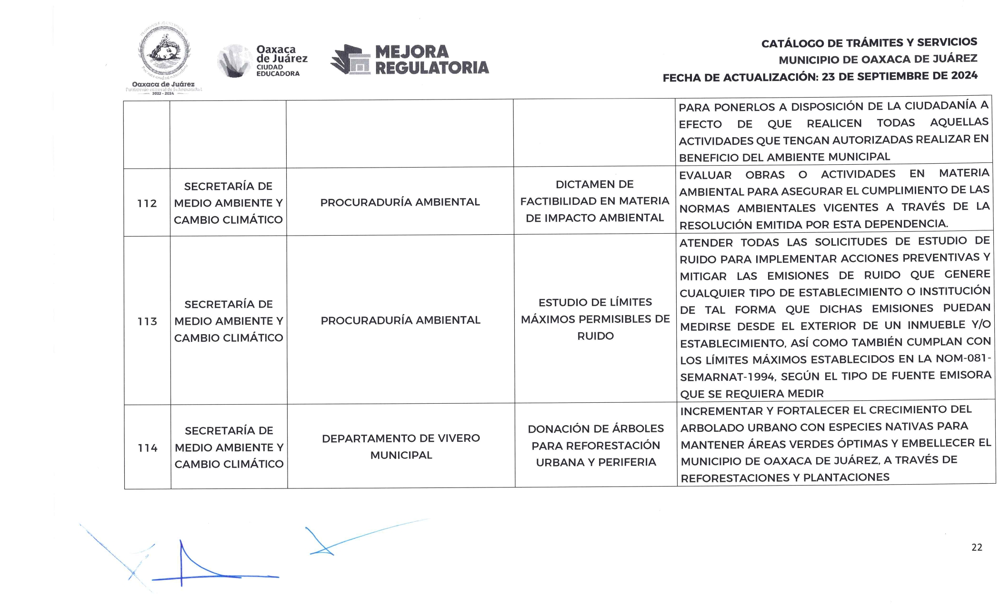 Oaxaca de Juárez
Patrimonio cultural de la humanidad
2022 - 2024
Oaxaca
de Juárez
CIUDAD
EDUCADORA
MEJORA
REGULATORIA
CATÁLOGO DE TRÁMITES Y SERVICIOS
MUNICIPIO DE OAXACA DE JUÁREZ
FECHA DE ACTUALIZACIÓN: 23 DE SEPTIEMBRE DE 2024
PARA PONERLOS A DISPOSICIÓN DE LA CIUDADANÍA A
EFECTO DE QUE REALICEN TODAS AQUELLAS
ACTIVIDADES QUE TENGAN AUTORIZADAS REALIZAR EN
BENEFICIO DEL AMBIENTE MUNICIPAL
112
SECRETARÍA DE
MEDIO AMBIENTE Y
CAMBIO CLIMÁTICO
PROCURADURÍA AMBIENTAL
DICTAMEN DE
FACTIBILIDAD EN MATERIA
DE IMPACTO AMBIENTAL
EVALUAR OBRAS O ACTIVIDADES EN MATERIA
AMBIENTAL PARA ASEGURAR EL CUMPLIMIENTO DE LAS
NORMAS AMBIENTALES VIGENTES A TRAVÉS DE LA
RESOLUCIÓN EMITIDA POR ESTA DEPENDENCIA.
113
SECRETARÍA DE
MEDIO AMBIENTE Y
CAMBIO CLIMÁTICO
PROCURADURÍA AMBIENTAL
ESTUDIO DE LÍMITES
MÁXIMOS PERMISIBLES DE
RUIDO
ATENDER TODAS LAS SOLICITUDES DE ESTUDIO DE
RUIDO PARA IMPLEMENTAR ACCIONES PREVENTIVAS Y
MITIGAR LAS EMISIONES DE RUIDO QUE GENERE
CUALQUIER TIPO DE ESTABLECIMIENTO O INSTITUCIÓN
DE TAL FORMA QUE DICHAS EMISIONES PUEDAN
MEDIRSE DESDE EL EXTERIOR DE UN INMUEBLE Y/O
ESTABLECIMIENTO, ASÍ COMO TAMBIÉN CUMPLAN CON
LOS LÍMITES MÁXIMOS ESTABLECIDOS EN LA NOM-081-
SEMARNAT-1994, SEGÚN EL TIPO DE FUENTE EMISORA
QUE SE REQUIERA MEDIR
114
SECRETARÍA DE
MEDIO AMBIENTE Y
CAMBIO CLIMÁTICO
DEPARTAMENTO DE VIVERO
MUNICIPAL
DONACIÓN DE ÁRBOLES
PARA REFORESTACIÓN
URBANA Y PERIFERIA
INCREMENTAR Y FORTALECER EL CRECIMIENTO DEL
ARBOLADO URBANO CON ESPECIES NATIVAS PARA
MANTENER ÁREAS VERDES ÓPTIMAS Y EMBELLECER EL
MUNICIPIO DE OAXACA DE JUÁREZ, A TRAVÉS DE
REFORESTACIONES Y PLANTACIONES
22